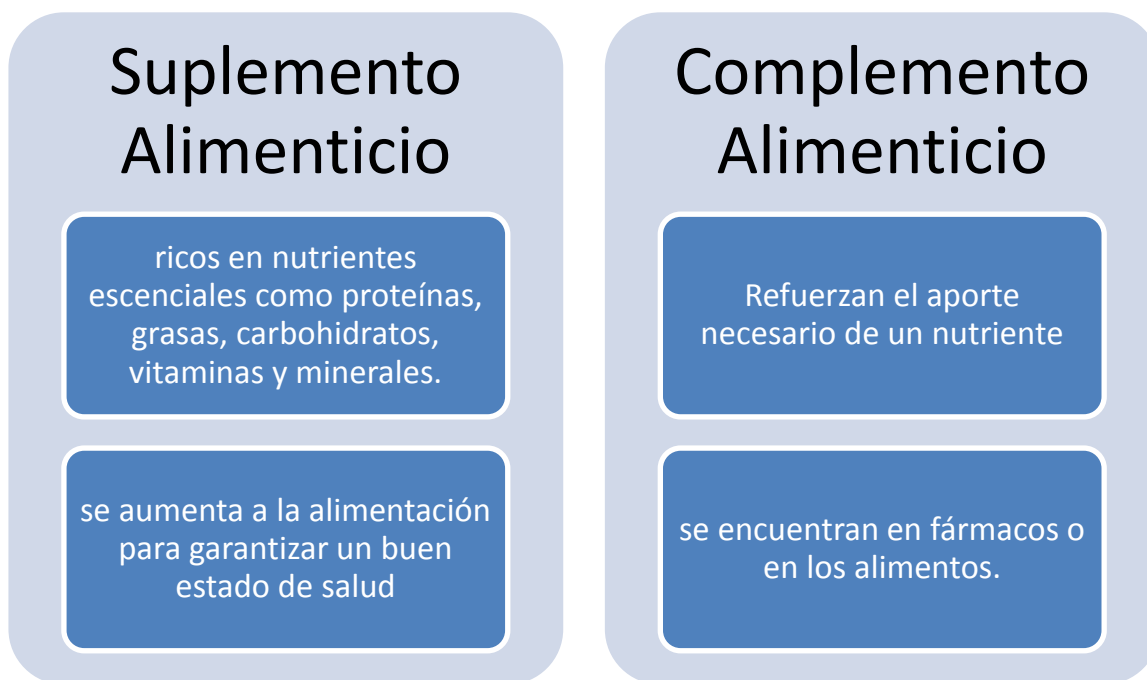 Suplemento
Alimenticio
ricos en nutrientes
escenciales como proteínas,
grasas, carbohidratos,
vitaminas y minerales.
se aumenta a la alimentación
para garantizar un buen
estado de salud
Complemento
Alimenticio
Refuerzan el aporte
necesario de un nutriente
se encuentran en fármacos o
en los alimentos.